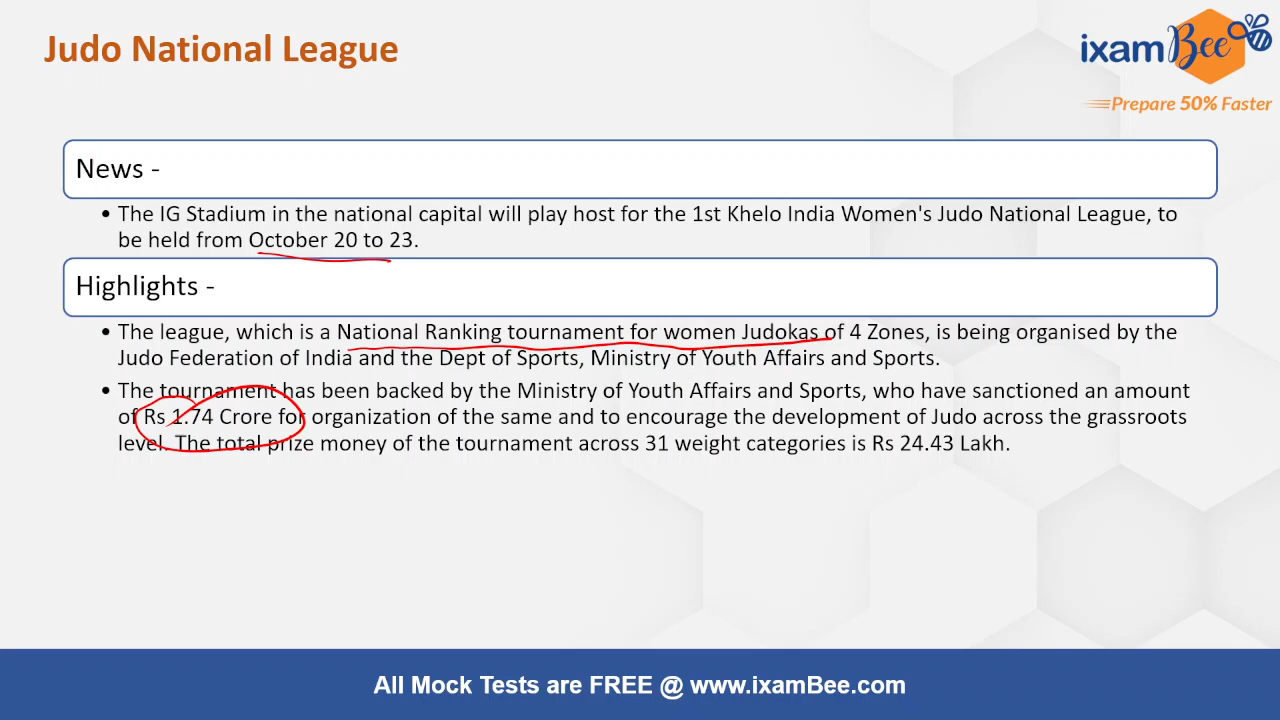 Judo National League
ixamBee
Prepare 50% Faster
News -
• The IG Stadium in the national capital will play host for the 1st Khelo India Women's Judo National League, to
be held from October 20 to 23.
Highlights -
• The league, which is a National Ranking tournament for women Judokas of 4 Zones, is being organised by the
Judo Federation of India and the Dept of Sports, Ministry of Youth Affairs and Sports.
• The tournament has been backed by the Ministry of Youth Affairs and Sports, who have sanctioned an amount
of Rs 1.74 Crore for organization of the same and to encourage the development of Judo across the grassroots
level. The total prize money of the tournament across 31 weight categories is Rs 24.43 Lakh.
All Mock Tests are FREE @ www.ixamBee.com